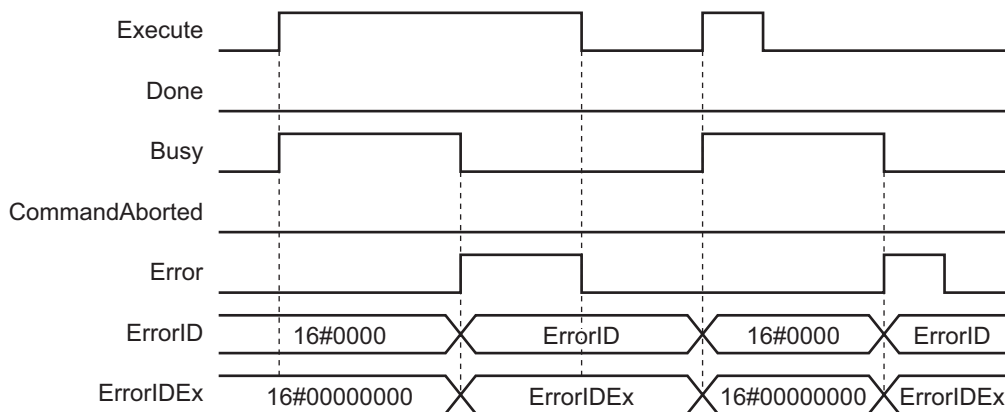 Execute
Done
Busy
CommandAborted
Error
ErrorID 16#0000 ErrorID 16#0000 ErrorID
ErrorIDEx 16#00000000 ErrorIDEx 16#00000000 ErrorIDEx